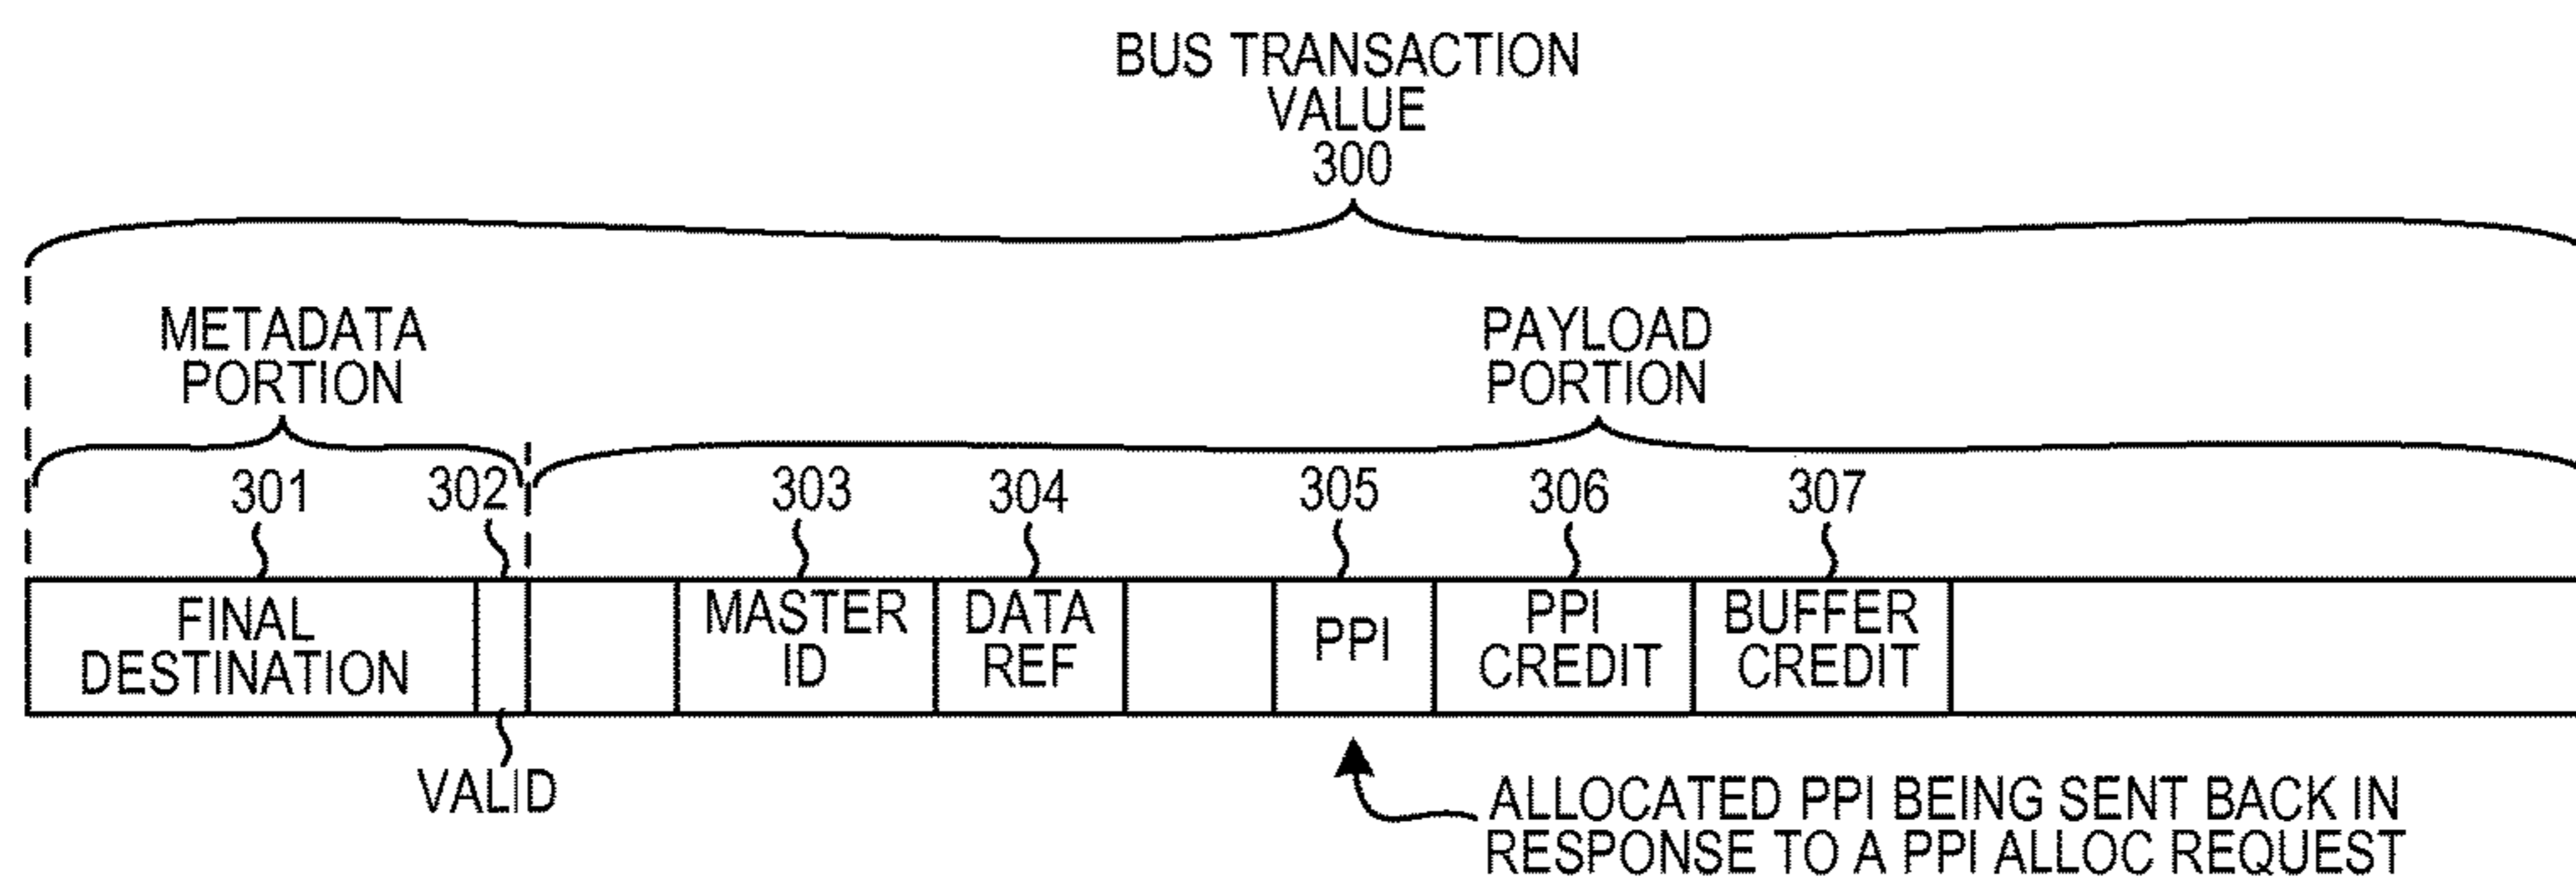 BUS TRANSACTION
VALUE
300
METADATA
PORTION
PAYLOAD
PORTION
301
302
303
304
305
306
307
FINAL
DESTINATION
MASTER
ID
DATA
REF
PPI
PPI
CREDIT
BUFFER
CREDIT
VALID
ALLOCATED PPI BEING SENT BACK IN
RESPONSE TO A PPI ALLOC REQUEST